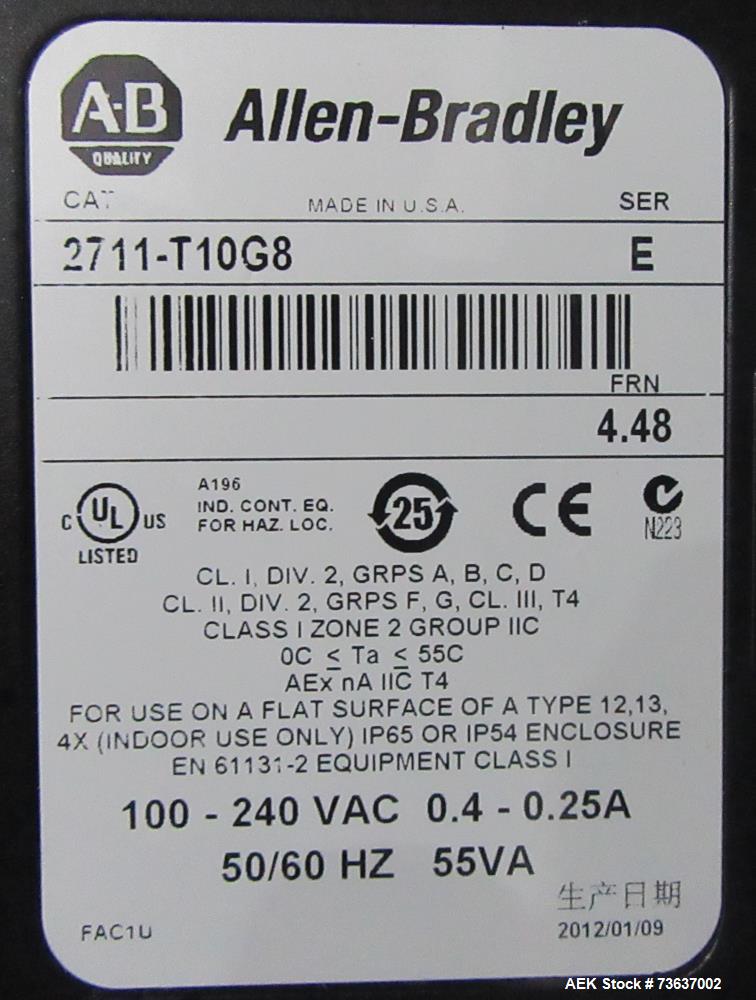 A-B
QUALITY
Allen-Bradley
CAT
MADE IN U.S.A.
SER
2711-T10G8
E
FRN
4.48
C UL US
LISTED
A196
IND. CONT. EQ.
FOR HAZ. LOC.
25
CE
N223
CL. I, DIV. 2, GRPS A, B, C, D
CL. II, DIV. 2, GRPS F, G, CL. III, T4
CLASS I ZONE 2 GROUP IIC
0C ≤ Ta ≤ 55C
AEx nA IIC T4
FOR USE ON A FLAT SURFACE OF A TYPE 12,13,
4X (INDOOR USE ONLY) IP65 OR IP54 ENCLOSURE
EN 61131-2 EQUIPMENT CLASS I
100 - 240 VAC 0.4 - 0.25A
50/60 HZ 55VA
生产日期
FAC1U
2012/01/09
AEK Stock # 73637002